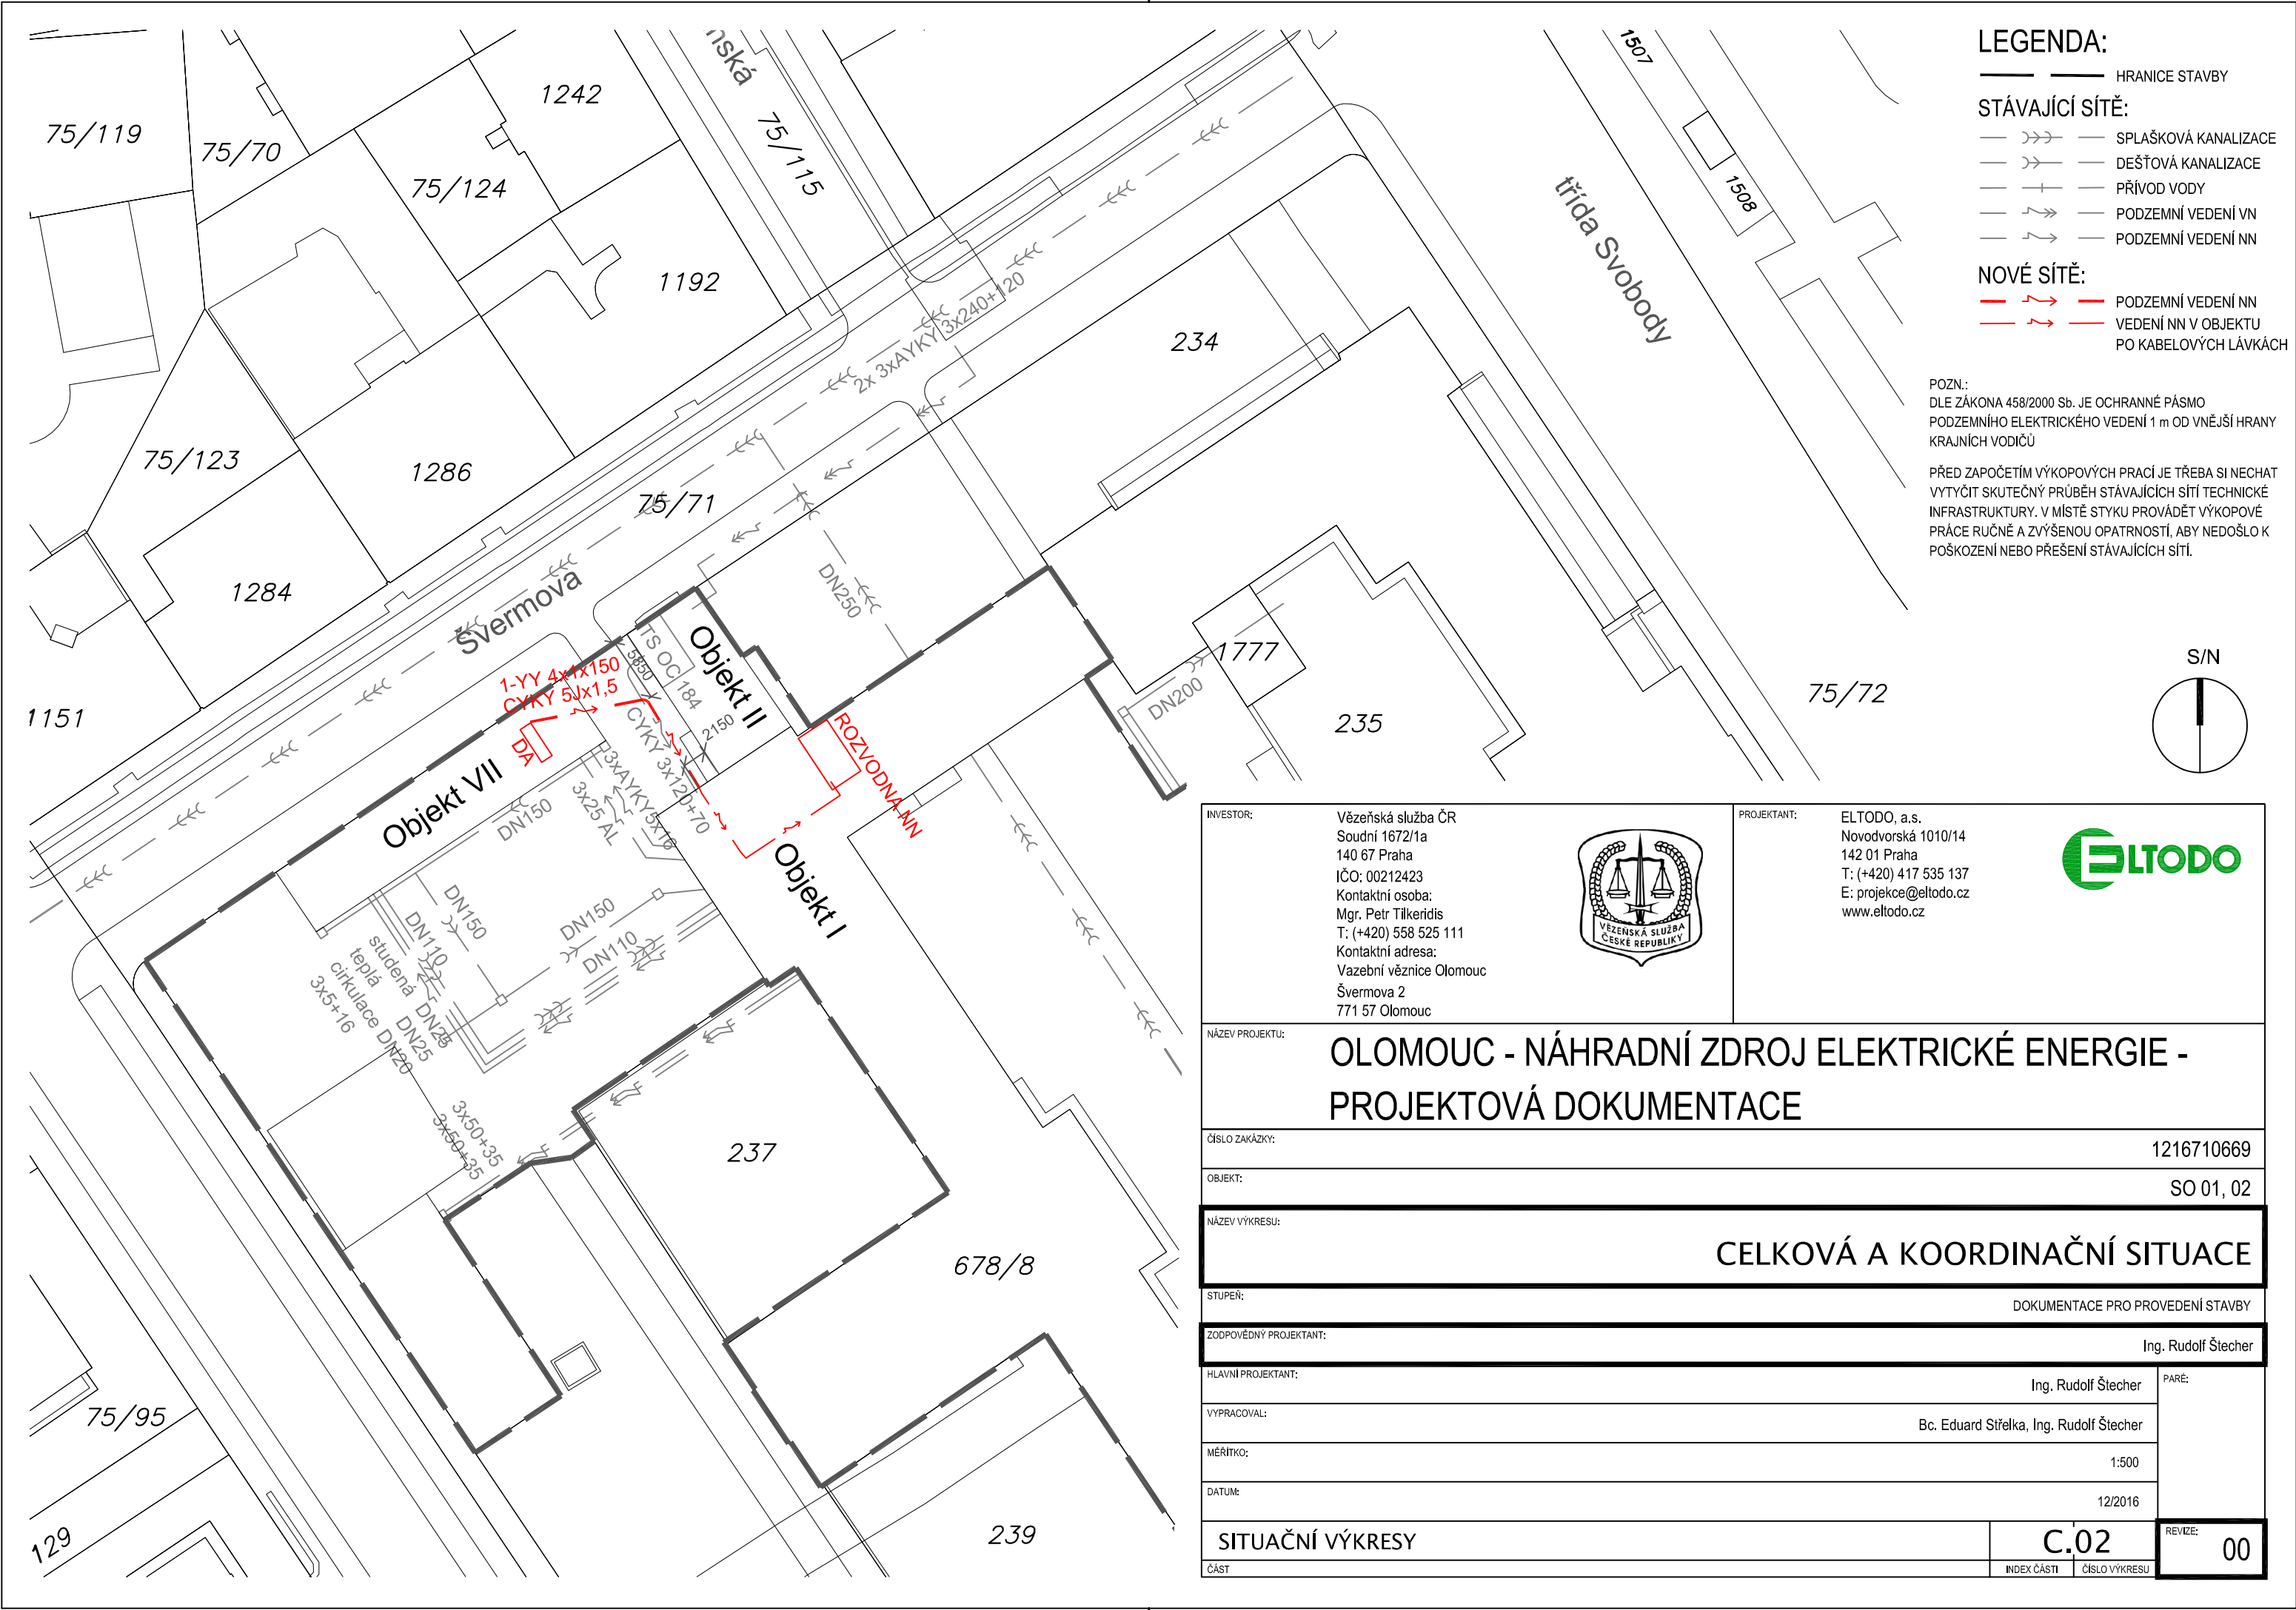 LEGENDA:
HRANICE STAVBY
STÁVAJÍCÍ SÍTĚ:
SPLAŠKOVÁ KANALIZACE
DEŠŤOVÁ KANALIZACE
PŘÍVOD VODY
PODZEMNÍ VEDENÍ VN
PODZEMNÍ VEDENÍ NN
NOVÉ SÍTĚ:
PODZEMNÍ VEDENÍ NN
VEDENÍ NN V OBJEKTU
PO KABELOVÝCH LÁVKÁCH
POZN.:
DLE ZÁKONA 458/2000 Sb. JE OCHRANNÉ PÁSMO
PODZEMNÍHO ELEKTRICKÉHO VEDENÍ 1 m OD VNĚJŠÍ HRANY
KRAJNÍCH VODIČŮ
PŘED ZAPOČETÍM VÝKOPOVÝCH PRACÍ JE TŘEBA SI NECHAT
VYTYČIT SKUTEČNÝ PRŮBĚH STÁVAJÍCÍCH SÍTÍ TECHNICKÉ
INFRASTRUKTURY. V MÍSTĚ STYKU PROVÁDĚT VÝKOPOVÉ
PRÁCE RUČNĚ A ZVÝŠENOU OPATRNOSTÍ, ABY NEDOŠLO K
POŠKOZENÍ NEBO PŘEŠENÍ STÁVAJÍCÍCH SÍTÍ.
S/N
75/119
75/70
1242
75/124
nská
75/115
1192
1507
1508
třída Svobody
234
2x 3xAYKY 3x240+120
75/123
1286
75/71
1284
Švermova
DN250
1151
1777
235
75/72
DN200
1-YY 4x1x150
CYKY 5Jx1,5
DA
5850
TS OC 184
Objekt II
2150
CYKY 3x120+70
3xAYKY5x16
3x25 AL
ROZVODNA NN
Objekt VII
DN150
Objekt I
DN150
DN110
DN150
DN110
studená DN25
teplá DN25
cirkulace DN20
3x5+16
3x50+35
3x50+35
237
678/8
239
75/95
129
INVESTOR:
Vězeňská služba ČR
Soudní 1672/1a
140 67 Praha
IČO: 00212423
Kontaktní osoba:
Mgr. Petr Tilkeridis
T: (+420) 558 525 111
Kontaktní adresa:
Vazební věznice Olomouc
Švermova 2
771 57 Olomouc
VĚZEŇSKÁ SLUŽBA
ČESKÉ REPUBLIKY
PROJEKTANT:
ELTODO, a.s.
Novodvorská 1010/14
142 01 Praha
T: (+420) 417 535 137
E: projekce@eltodo.cz
www.eltodo.cz
ELTODO
NÁZEV PROJEKTU:
OLOMOUC - NÁHRADNÍ ZDROJ ELEKTRICKÉ ENERGIE -
PROJEKTOVÁ DOKUMENTACE
ČÍSLO ZAKÁZKY:
1216710669
OBJEKT:
SO 01, 02
NÁZEV VÝKRESU:
CELKOVÁ A KOORDINAČNÍ SITUACE
STUPEŇ:
DOKUMENTACE PRO PROVEDENÍ STAVBY
ZODPOVĚDNÝ PROJEKTANT:
Ing. Rudolf Štecher
HLAVNÍ PROJEKTANT:
Ing. Rudolf Štecher
PARÉ:
VYPRACOVAL:
Bc. Eduard Střelka, Ing. Rudolf Štecher
MĚŘÍTKO:
1:500
DATUM:
12/2016
SITUAČNÍ VÝKRESY
C.02
REVIZE:
00
ČÁST
INDEX ČÁSTI
ČÍSLO VÝKRESU